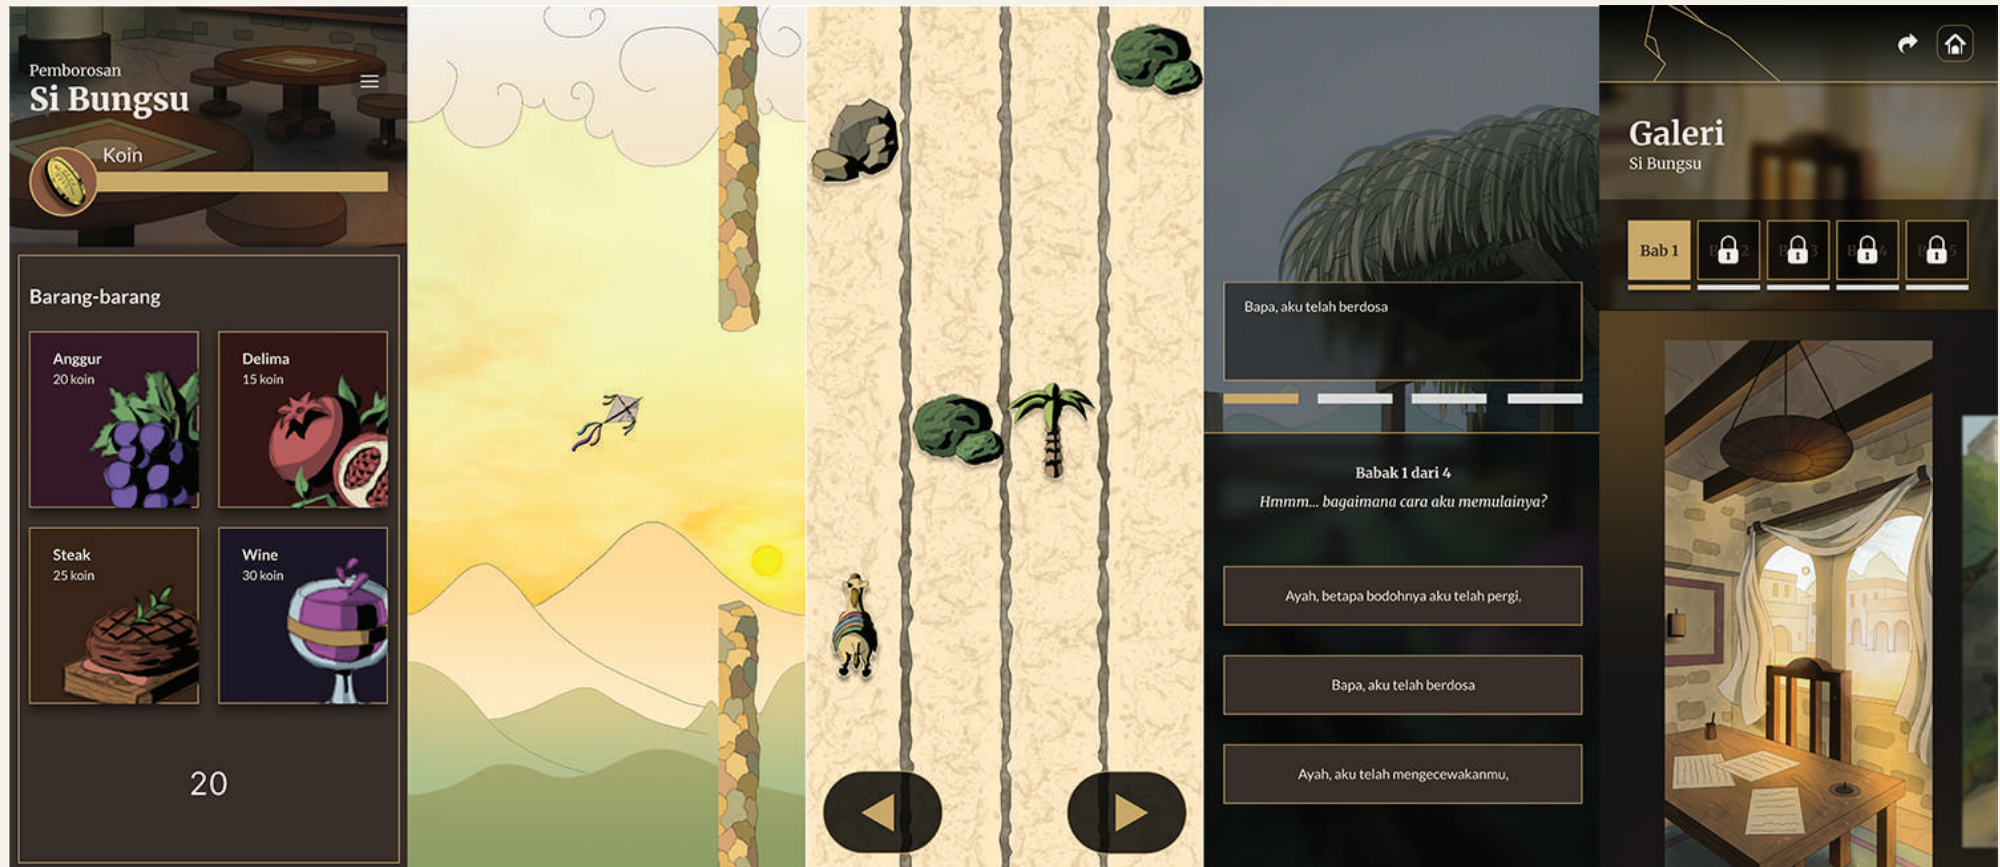 Pemborosan
Si Bungsu
Koin
Barang-barang
Anggur
20 koin
Delima
15 koin
Steak
25 koin
Wine
30 koin
20
Bapa, aku telah berdosa
Babak 1 dari 4
Hmmm... bagaimana cara aku memulainya?
Ayah, betapa bodohnya aku telah pergi,
Bapa, aku telah berdosa
Ayah, aku telah mengecewakanmu,
Galeri
Si Bungsu
Bab 1